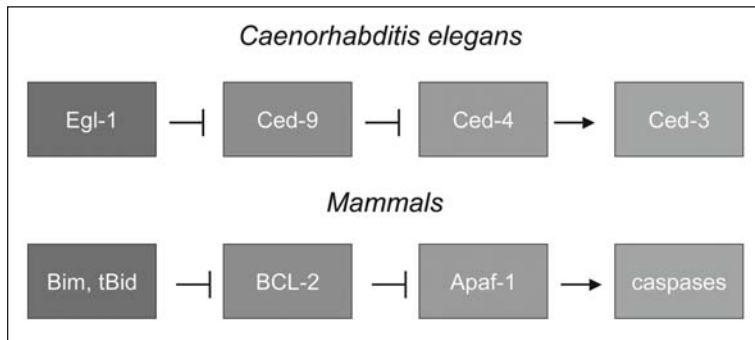 Caenorhabditis elegans
Egl-1 Ced-9 Ced-4 Ced-3
Mammals
Bim, tBid BCL-2 Apaf-1 caspases